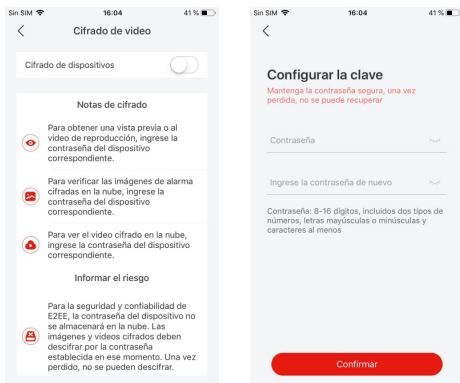 Sin SIM 16:04 41 %
Cifrado de video
Cifrado de dispositivos
Notas de cifrado
Para obtener una vista previa o al
video de reproducción, ingrese la
contraseña del dispositivo
correspondiente.
Para verificar las imágenes de alarma
cifradas en la nube, ingrese la
contraseña del dispositivo
correspondiente.
Para ver el video cifrado en la nube,
ingrese la contraseña del dispositivo
correspondiente.
Informar el riesgo
Para la seguridad y confiabilidad de
E2EE, la contraseña del dispositivo no
se almacenará en la nube. Las
imágenes y videos cifrados deben
descifrar por la contraseña
establecida en ese momento. Una vez
perdido, no se pueden descifrar.
Sin SIM 16:04 41 %
Configurar la clave
Mantenga la contraseña segura, una vez
perdida, no se puede recuperar
Contraseña
Ingrese la contraseña de nuevo
Contraseña: 8-16 dígitos, incluidos dos tipos de
números, letras mayúsculas o minúsculas y
caracteres al menos
Confirmar